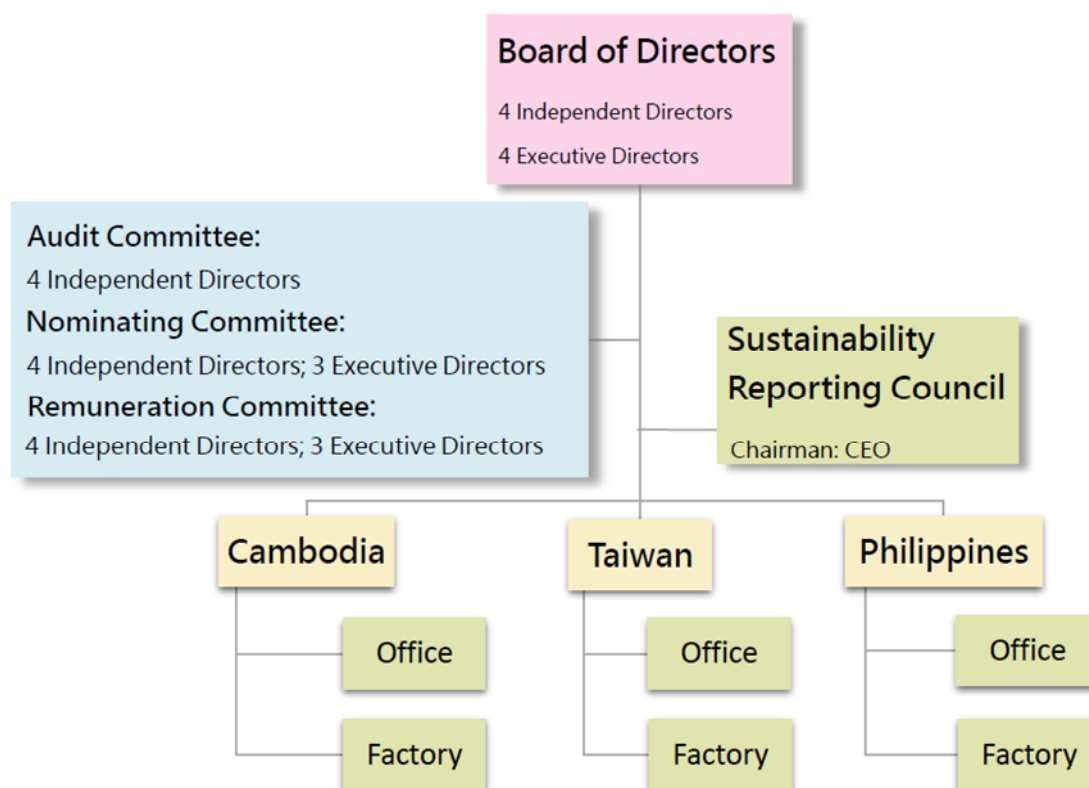 Board of Directors
4 Independent Directors
4 Executive Directors
Audit Committee:
4 Independent Directors
Nominating Committee:
4 Independent Directors; 3 Executive Directors
Remuneration Committee:
4 Independent Directors; 3 Executive Directors
Sustainability
Reporting Council
Chairman: CEO
Cambodia
Taiwan
Philippines
Office
Office
Office
Factory
Factory
Factory